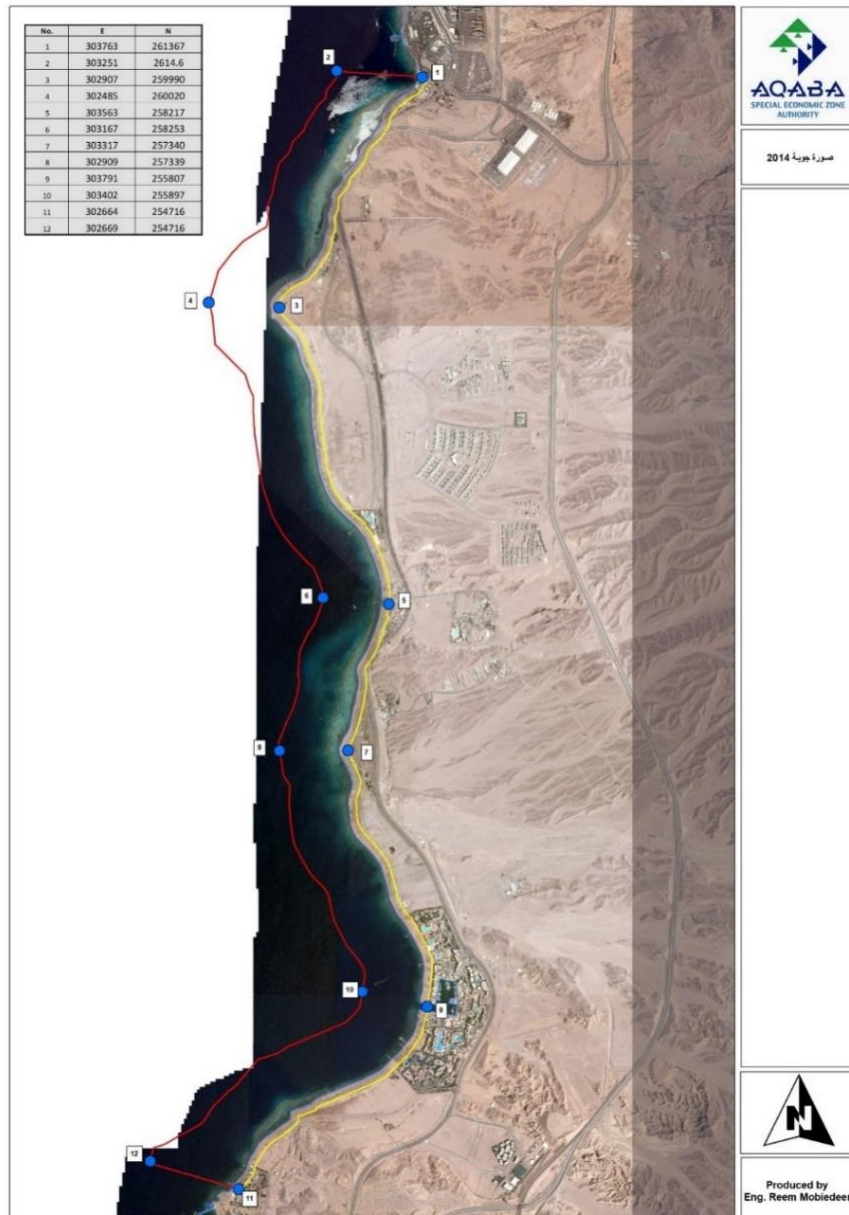 No. E N
1 303763 261367
2 303251 2614.6
3 302907 259990
4 302485 260020
5 303563 258217
6 303167 258253
7 303317 257340
8 302909 257339
9 303791 255807
10 303402 255897
11 302664 254716
12 302669 254716
AQABA
SPECIAL ECONOMIC ZONE
AUTHORITY
صورة جوية 2014
2
1
4
3
6
5
8
7
10
9
12
11
N
Produced by
Eng. Reem Mobiedeen